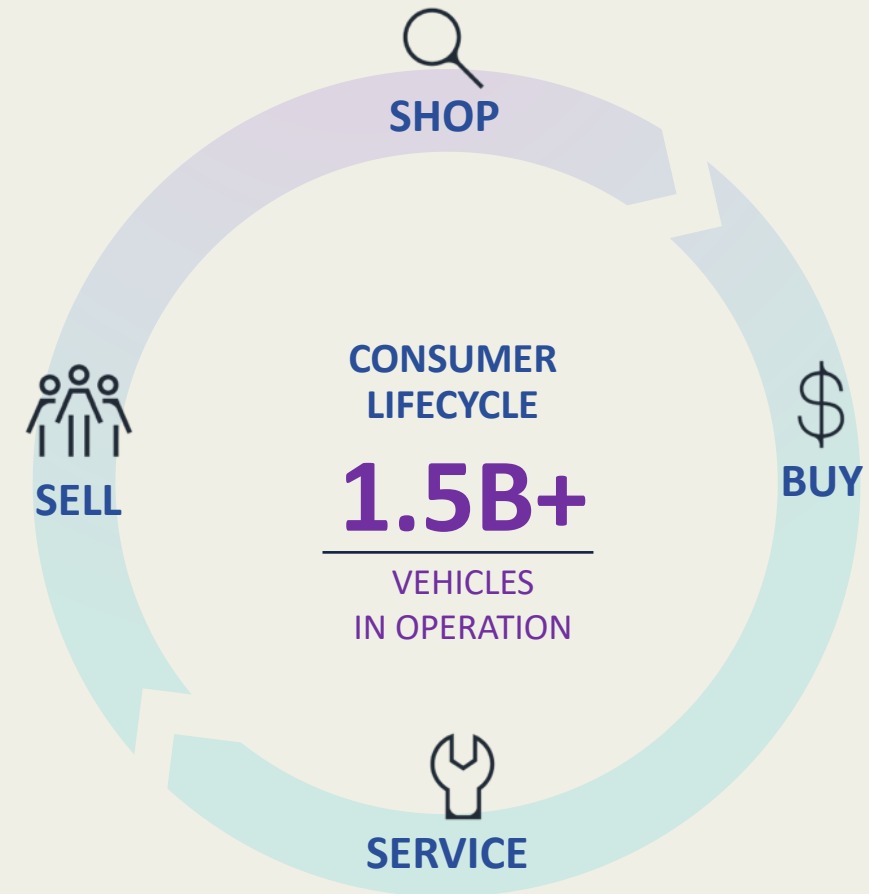 SHOP
CONSUMER
LIFECYCLE
1.5B+
VEHICLES
IN OPERATION
SELL
BUY
SERVICE